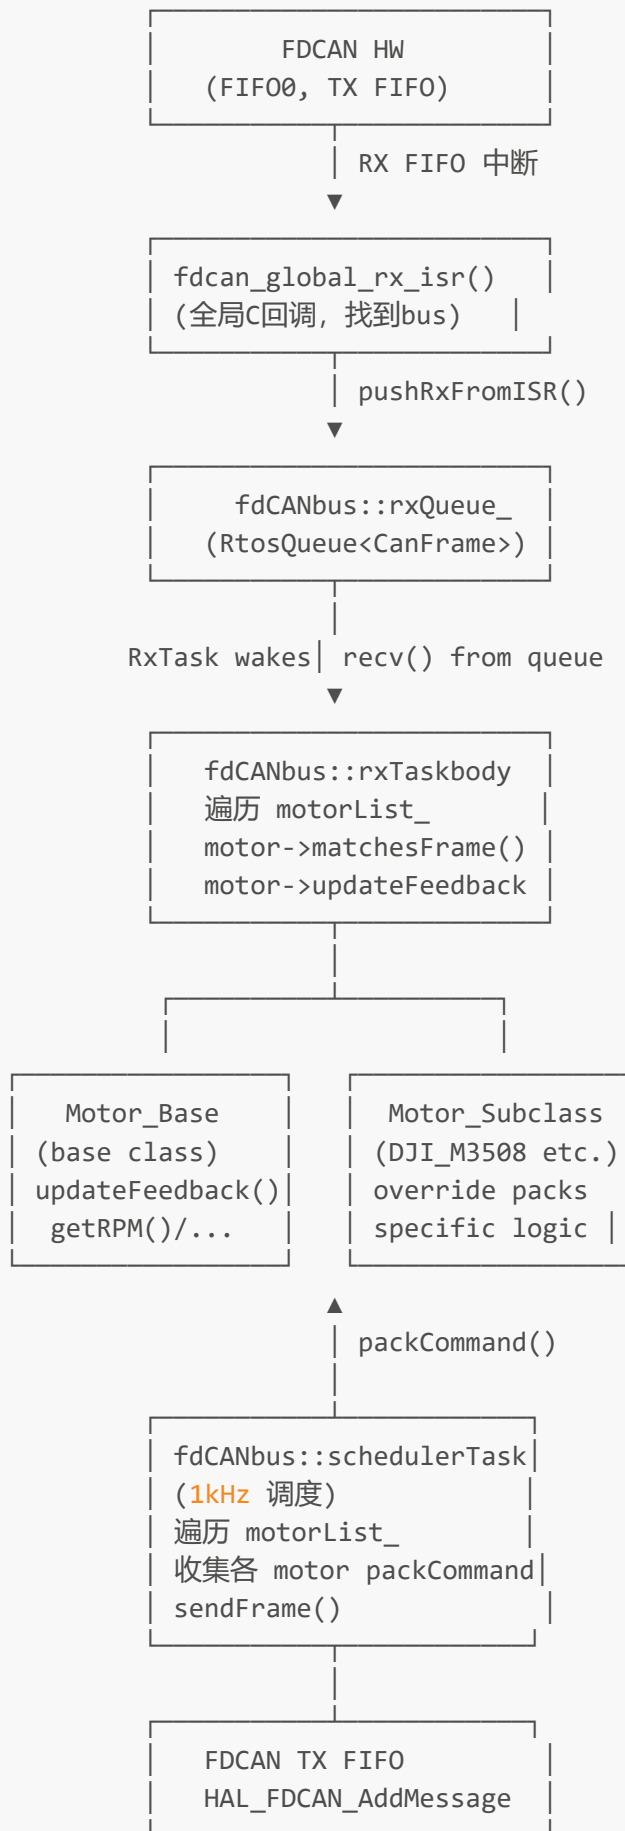 FDCAN HW
(FIFO0, TX FIFO)
RX FIFO 中断
fdcan_global_rx_isr()
(全局C回调, 找到bus)
pushRxFromISR()
fdCANbus::rxQueue_
(RtosQueue<CanFrame>)
RxTask wakes recv() from queue
fdCANbus::rxTaskbody
遍历 motorList_
motor->matchesFrame()
motor->updateFeedback
Motor_Base
(base class)
updateFeedback()
getRPM()/...
Motor_Subclass
(DJI_M3508 etc.)
override packs
specific logic
packCommand()
fdCANbus::schedulerTask
(1kHz 调度)
遍历 motorList_
收集各 motor packCommand
sendFrame()
FDCAN TX FIFO
HAL_FDCAN_AddMessage